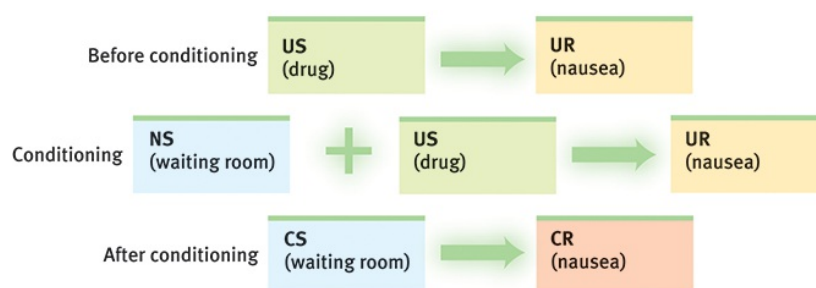 Before conditioning
US
(drug)
UR
(nausea)
Conditioning
NS
(waiting room)
US
(drug)
UR
(nausea)
After conditioning
CS
(waiting room)
CR
(nausea)